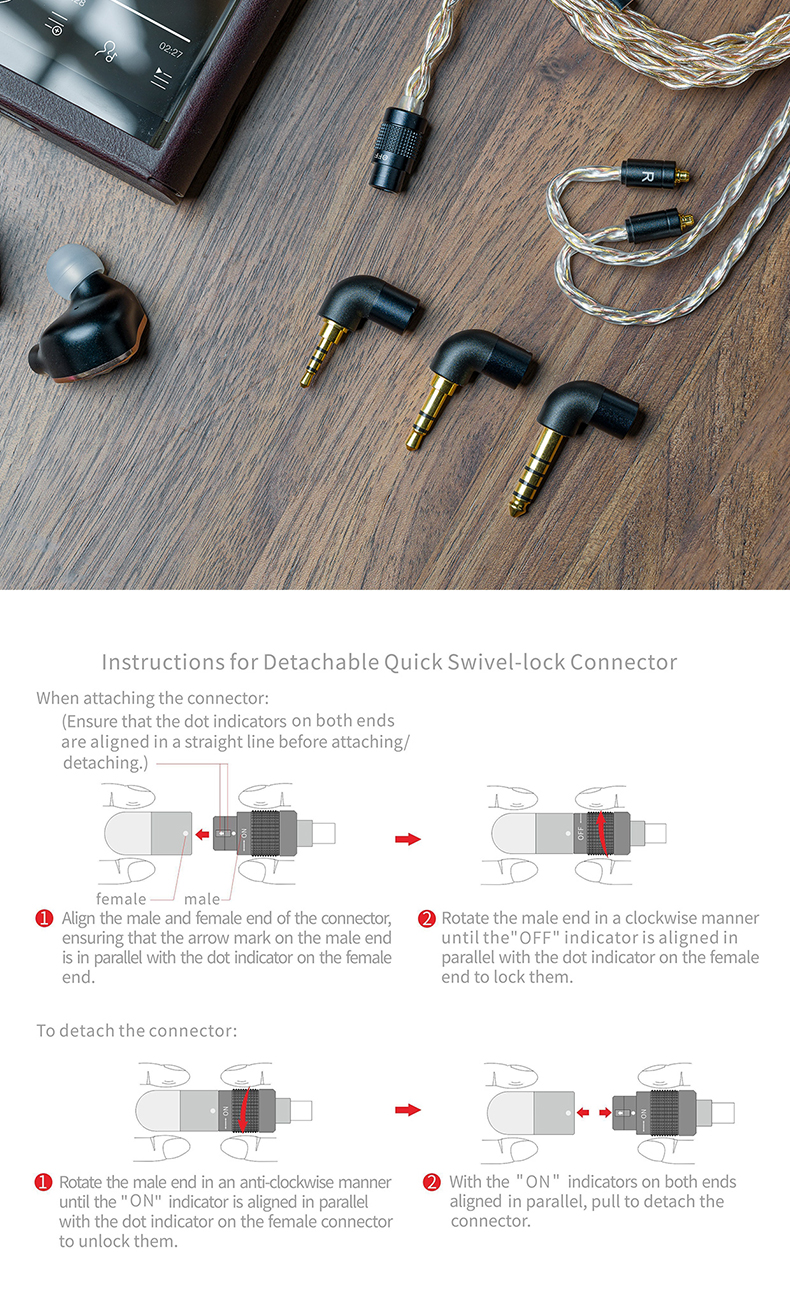 :28
02:27
OFF
R
Instructions for Detachable Quick Swivel-lock Connector
When attaching the connector:
(Ensure that the dot indicators on both ends
are aligned in a straight line before attaching/
detaching.)
ON
OFF
female
male
1 Align the male and female end of the connector,
ensuring that the arrow mark on the male end
is in parallel with the dot indicator on the female
end.
2 Rotate the male end in a clockwise manner
until the"OFF" indicator is aligned in
parallel with the dot indicator on the female
end to lock them.
To detach the connector:
ON
ON
1 Rotate the male end in an anti-clockwise manner
until the "ON" indicator is aligned in parallel
with the dot indicator on the female connector
to unlock them.
2 With the "ON" indicators on both ends
aligned in parallel, pull to detach the
connector.